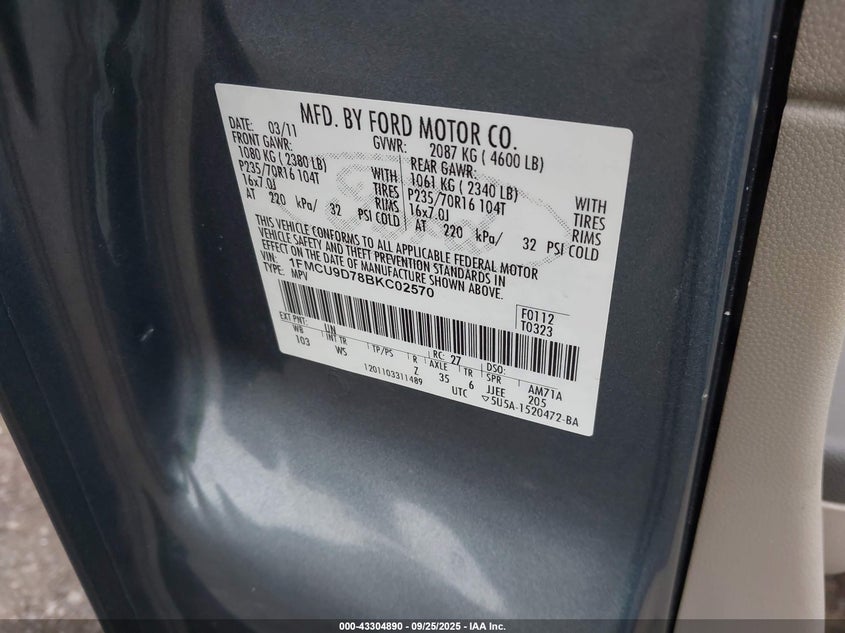 MFD. BY FORD MOTOR CO.
DATE: 03/11 GVWR: 2087 KG ( 4600 LB)
FRONT GAWR: REAR GAWR:
1080 KG ( 2380 LB) WITH 1061 KG ( 2340 LB) WITH
P235/70R16 104T TIRES P235/70R16 104T TIRES
16x7.0J RIMS 16x7.0J RIMS
AT 220 kPa/ 32 PSI COLD AT 220 kPa/ 32 PSI COLD
THIS VEHICLE CONFORMS TO ALL APPLICABLE FEDERAL MOTOR
VEHICLE SAFETY AND THEFT PREVENTION STANDARDS IN
EFFECT ON THE DATE OF MANUFACTURE SHOWN ABOVE.
VIN: 1FMCU9D78BKC02570
TYPE: MPV
F0112
T0323
EXT PNT: UN RC: 27 DSO:
WB INT TR TP/PS R AXLE TR SPR AM71A
103 WS Z 35 6 JJEE 205
1201103311489 UTC ▽5U5A-1520472-BA
000-43304890 - 09/25/2025 - IAA Inc.